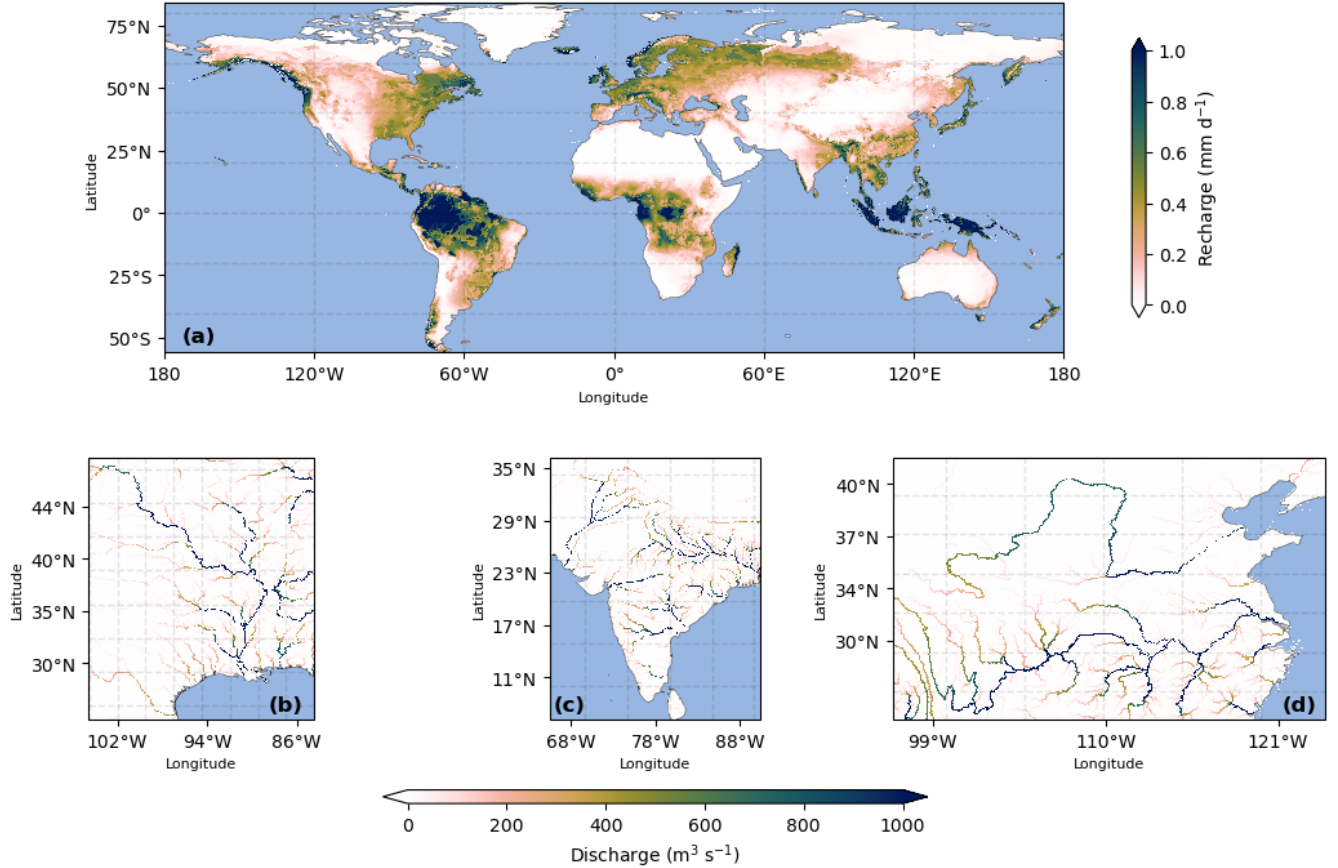 75°N
50°N
25°N
0°
25°S
50°S
Latitude
(a)
180
120°W
60°W
0°
60°E
120°E
180
Longitude
1.0
0.8
0.6
0.4
0.2
0.0
Recharge (mm d⁻¹)
44°N
40°N
35°N
30°N
Latitude
(b)
102°W
94°W
86°W
Longitude
35°N
29°N
23°N
17°N
11°N
Latitude
(c)
68°W
78°W
88°W
Longitude
40°N
37°N
34°N
30°N
Latitude
(d)
99°W
110°W
121°W
Longitude
0
200
400
600
800
1000
Discharge (m³ s⁻¹)